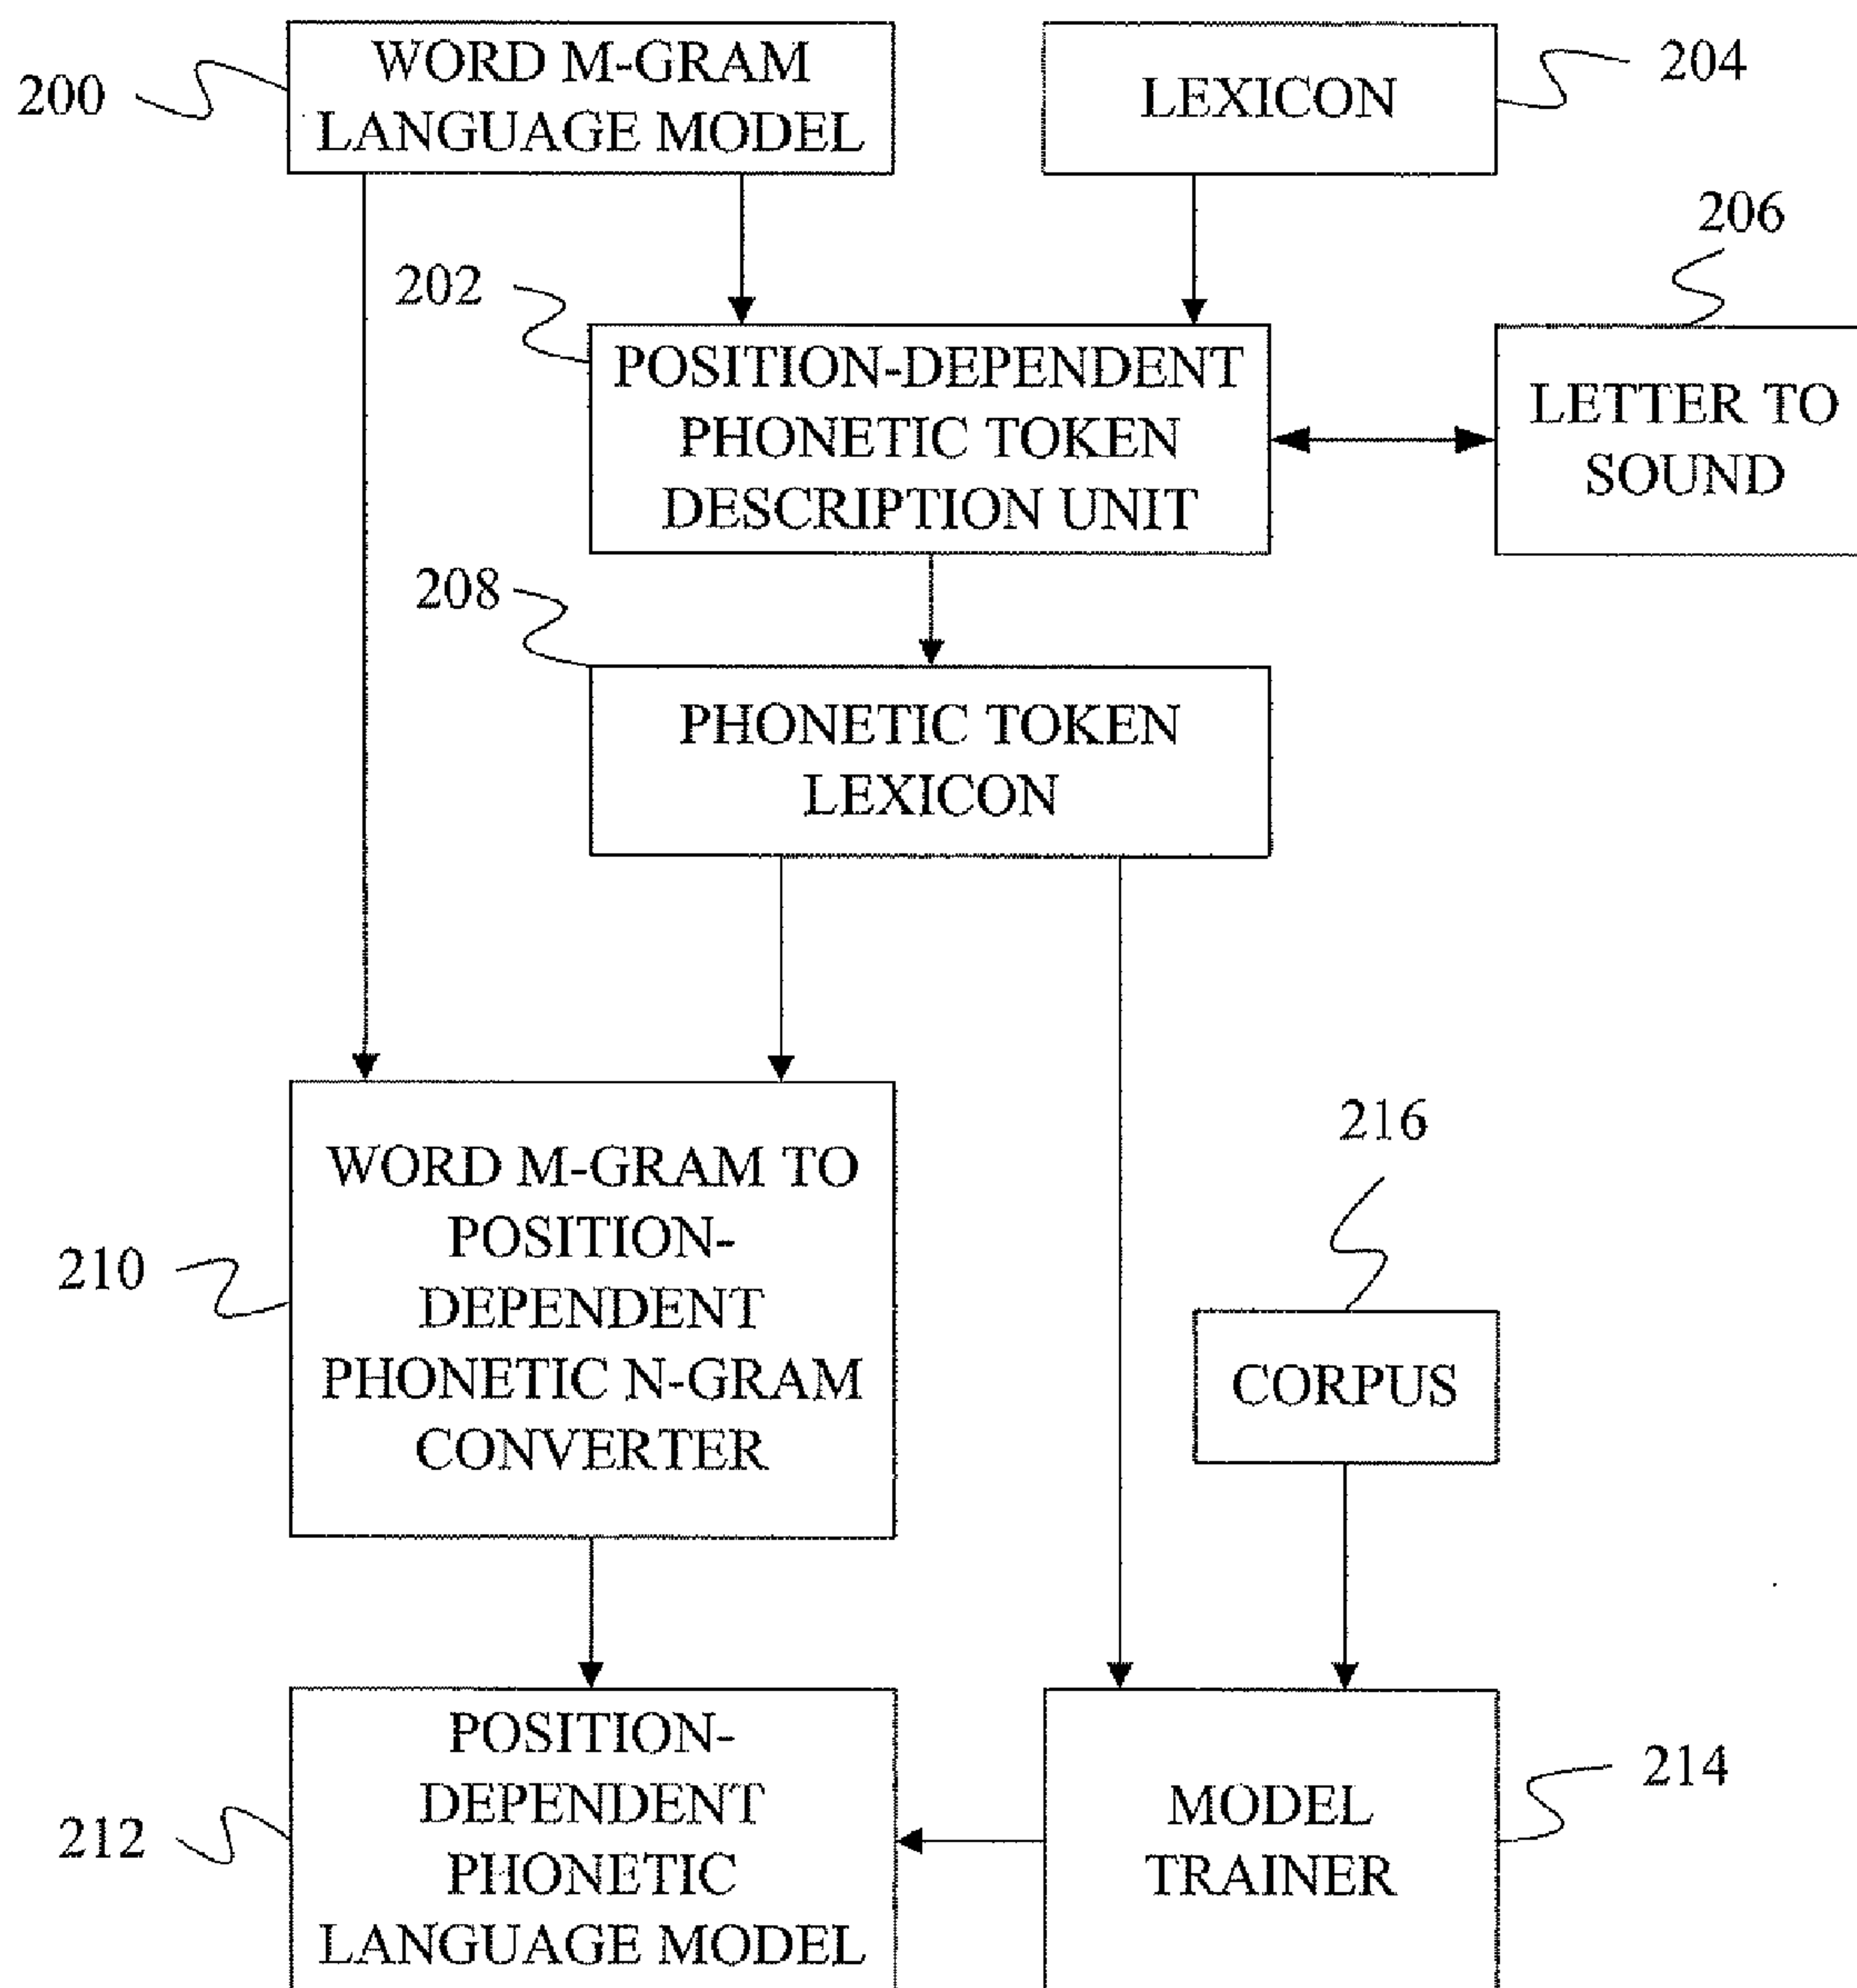 WORD M-GRAM
LANGUAGE MODEL
200
LEXICON
204
206
202
POSITION-DEPENDENT
PHONETIC TOKEN
DESCRIPTION UNIT
LETTER TO
SOUND
208
PHONETIC TOKEN
LEXICON
216
WORD M-GRAM TO
POSITION-
DEPENDENT
PHONETIC N-GRAM
CONVERTER
210
CORPUS
POSITION-
DEPENDENT
PHONETIC
LANGUAGE MODEL
212
MODEL
TRAINER
214